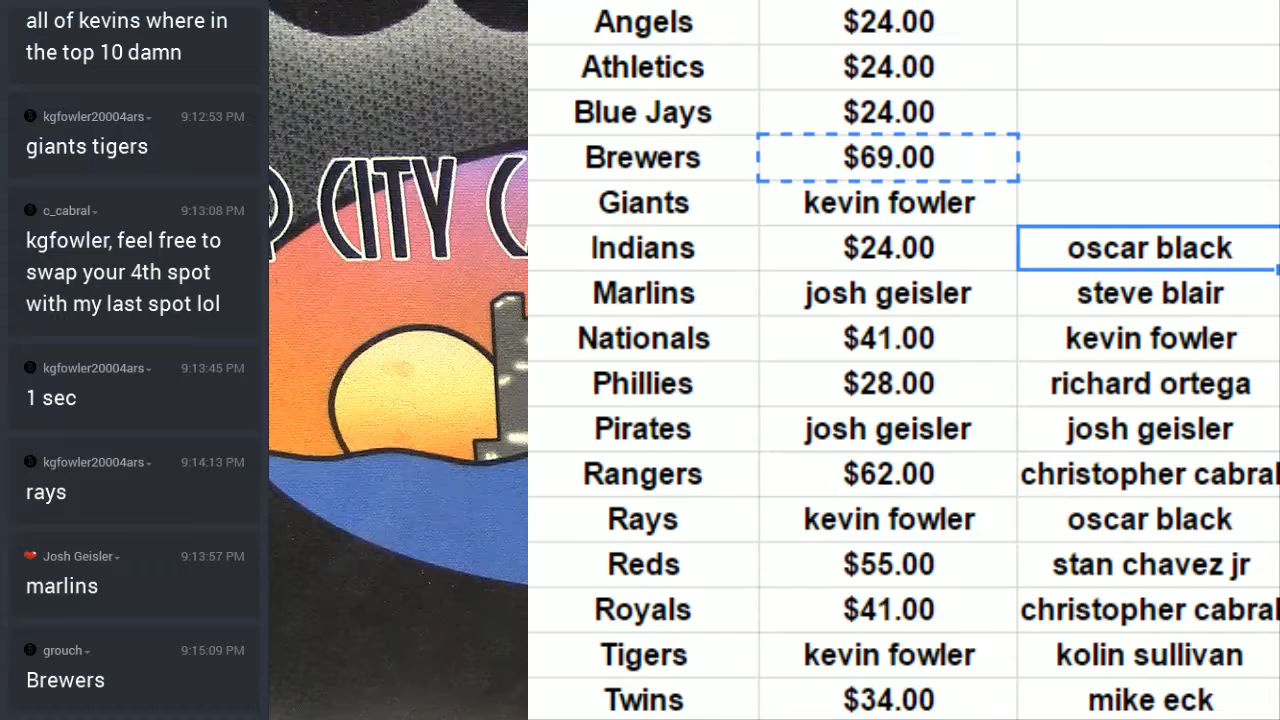 all of kevins where in
the top 10 damn
kgfowler20004ars 9:12:53 PM
giants tigers
c_cabral 9:13:08 PM
kgfowler, feel free to
swap your 4th spot
with my last spot lol
kgfowler20004ars 9:13:45 PM
1 sec
kgfowler20004ars 9:14:13 PM
rays
Josh Geisler 9:13:57 PM
marlins
grouch 9:15:09 PM
Brewers
CITY
Angels $24.00
Athletics $24.00
Blue Jays $24.00
Brewers $69.00
Giants kevin fowler
Indians $24.00 oscar black
Marlins josh geisler steve blair
Nationals $41.00 kevin fowler
Phillies $28.00 richard ortega
Pirates josh geisler josh geisler
Rangers $62.00 christopher cabral
Rays kevin fowler oscar black
Reds $55.00 stan chavez jr
Royals $41.00 christopher cabral
Tigers kevin fowler kolin sullivan
Twins $34.00 mike eck